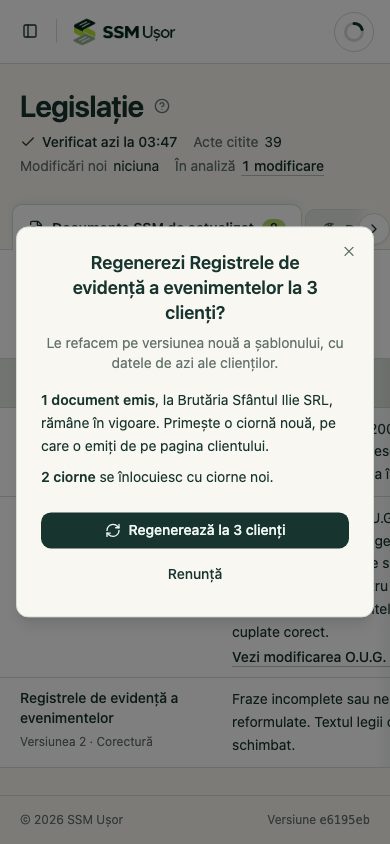 SSM Ușor
Legislație
Verificat azi la 03:47 Acte citite 39
Modificări noi niciuna În analiză 1 modificare
Regenerezi Registrele de
evidență a evenimentelor la 3
clienți?
Le refacem pe versiunea nouă a șablonului, cu
datele de azi ale clienților.
1 document emis, la Brutăria Sfântul Ilie SRL,
rămâne în vigoare. Primește o ciornă nouă, pe
care o emiți de pe pagina clientului.
2 ciorne se înlocuiesc cu ciorne noi.
Regenerează la 3 clienți
Renunță
cuplate corect.
Vezi modificarea O.U.G.
Registrele de evidență a
evenimentelor
Versiunea 2 · Corectură
Fraze incomplete sau ne
reformulate. Textul legii
schimbat.
© 2026 SSM Ușor
Versiune e6195eb